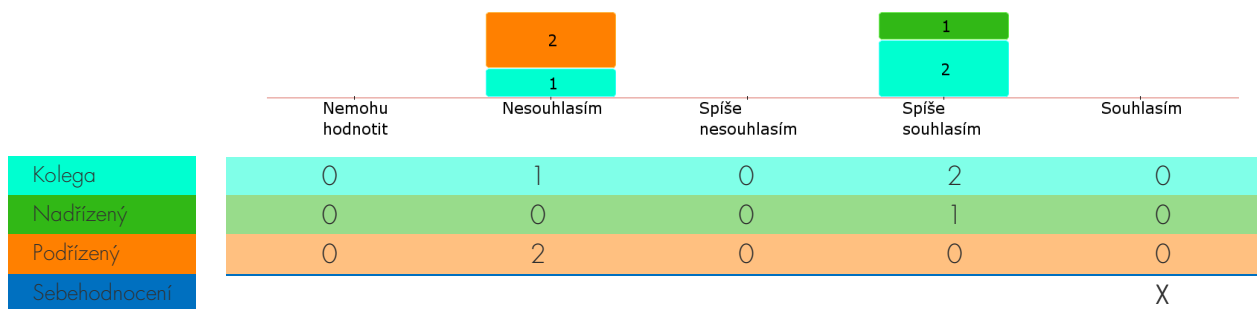 2
1
1
2
Nemohu hodnotit
Nesouhlasím
Spíše nesouhlasím
Spíše souhlasím
Souhlasím
Kolega 0 1 0 2 0
Nadřízený 0 0 0 1 0
Podřízený 0 2 0 0 0
Sebehodnocení X